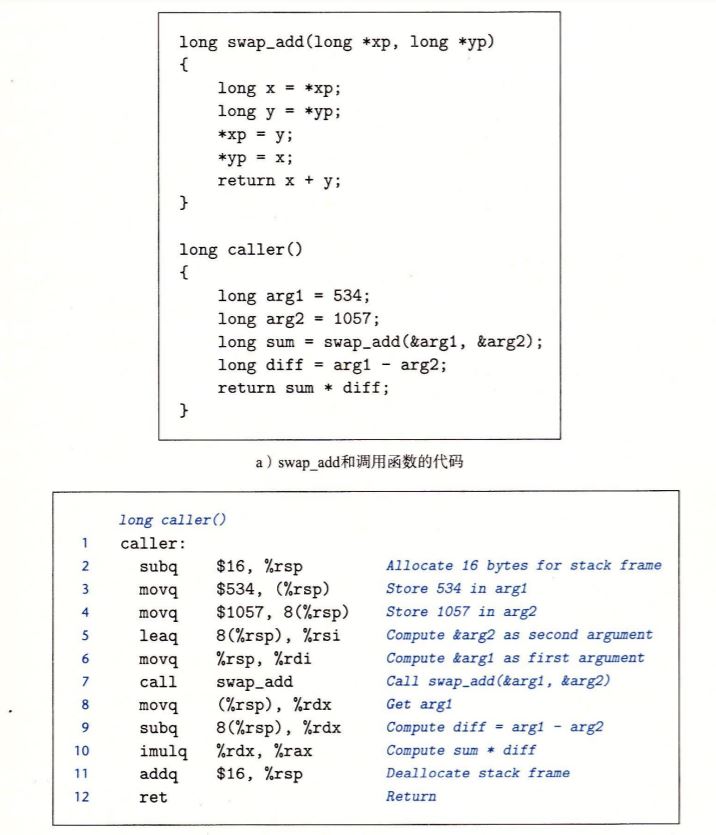 long swap_add(long *xp, long *yp)
{
    long x = *xp;
    long y = *yp;
    *xp = y;
    *yp = x;
    return x + y;
}
long caller()
{
    long arg1 = 534;
    long arg2 = 1057;
    long sum = swap_add(&arg1, &arg2);
    long diff = arg1 - arg2;
    return sum * diff;
}
a）swap_add和调用函数的代码
long caller()
1 caller:
2 subq $16, %rsp Allocate 16 bytes for stack frame
3 movq $534, (%rsp) Store 534 in arg1
4 movq $1057, 8(%rsp) Store 1057 in arg2
5 leaq 8(%rsp), %rsi Compute &arg2 as second argument
6 movq %rsp, %rdi Compute &arg1 as first argument
7 call swap_add Call swap_add(&arg1, &arg2)
8 movq (%rsp), %rdx Get arg1
9 subq 8(%rsp), %rdx Compute diff = arg1 - arg2
10 imulq %rdx, %rax Compute sum * diff
11 addq $16, %rsp Deallocate stack frame
12 ret Return